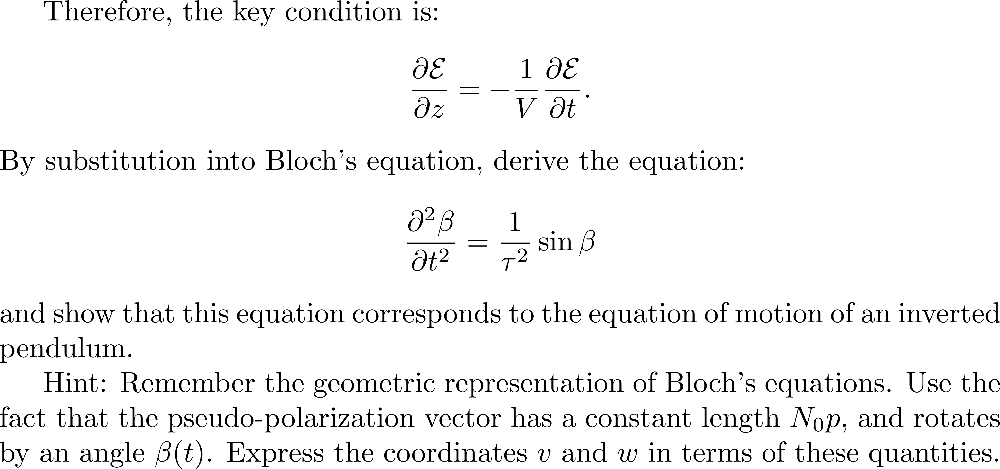 Therefore, the key condition is:
$$\frac{\partial \mathcal{E}}{\partial z} = -\frac{1}{V} \frac{\partial \mathcal{E}}{\partial t}.$$
By substitution into Bloch's equation, derive the equation:
$$\frac{\partial^2 \beta}{\partial t^2} = \frac{1}{\tau^2} \sin \beta$$
and show that this equation corresponds to the equation of motion of an inverted
pendulum.
Hint: Remember the geometric representation of Bloch's equations. Use the
fact that the pseudo-polarization vector has a constant length $N_0 p$, and rotates
by an angle $\beta(t)$. Express the coordinates $v$ and $w$ in terms of these quantities.